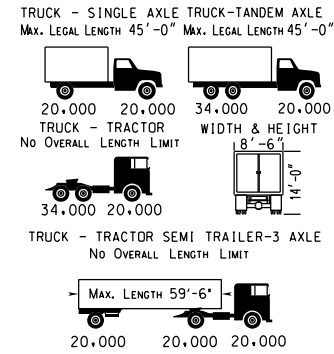 TRUCK - SINGLE AXLE
MAX. LEGAL LENGTH 45'-0"
20,000 20,000
TRUCK-TANDEM AXLE
MAX. LEGAL LENGTH 45'-0"
34,000 20,000
TRUCK - TRACTOR
NO OVERALL LENGTH LIMIT
34,000 20,000
WIDTH & HEIGHT
8'-6"
14'-0"
TRUCK - TRACTOR SEMI TRAILER-3 AXLE
NO OVERALL LENGTH LIMIT
MAX. LENGTH 59'-6"
20,000 20,000 20,000